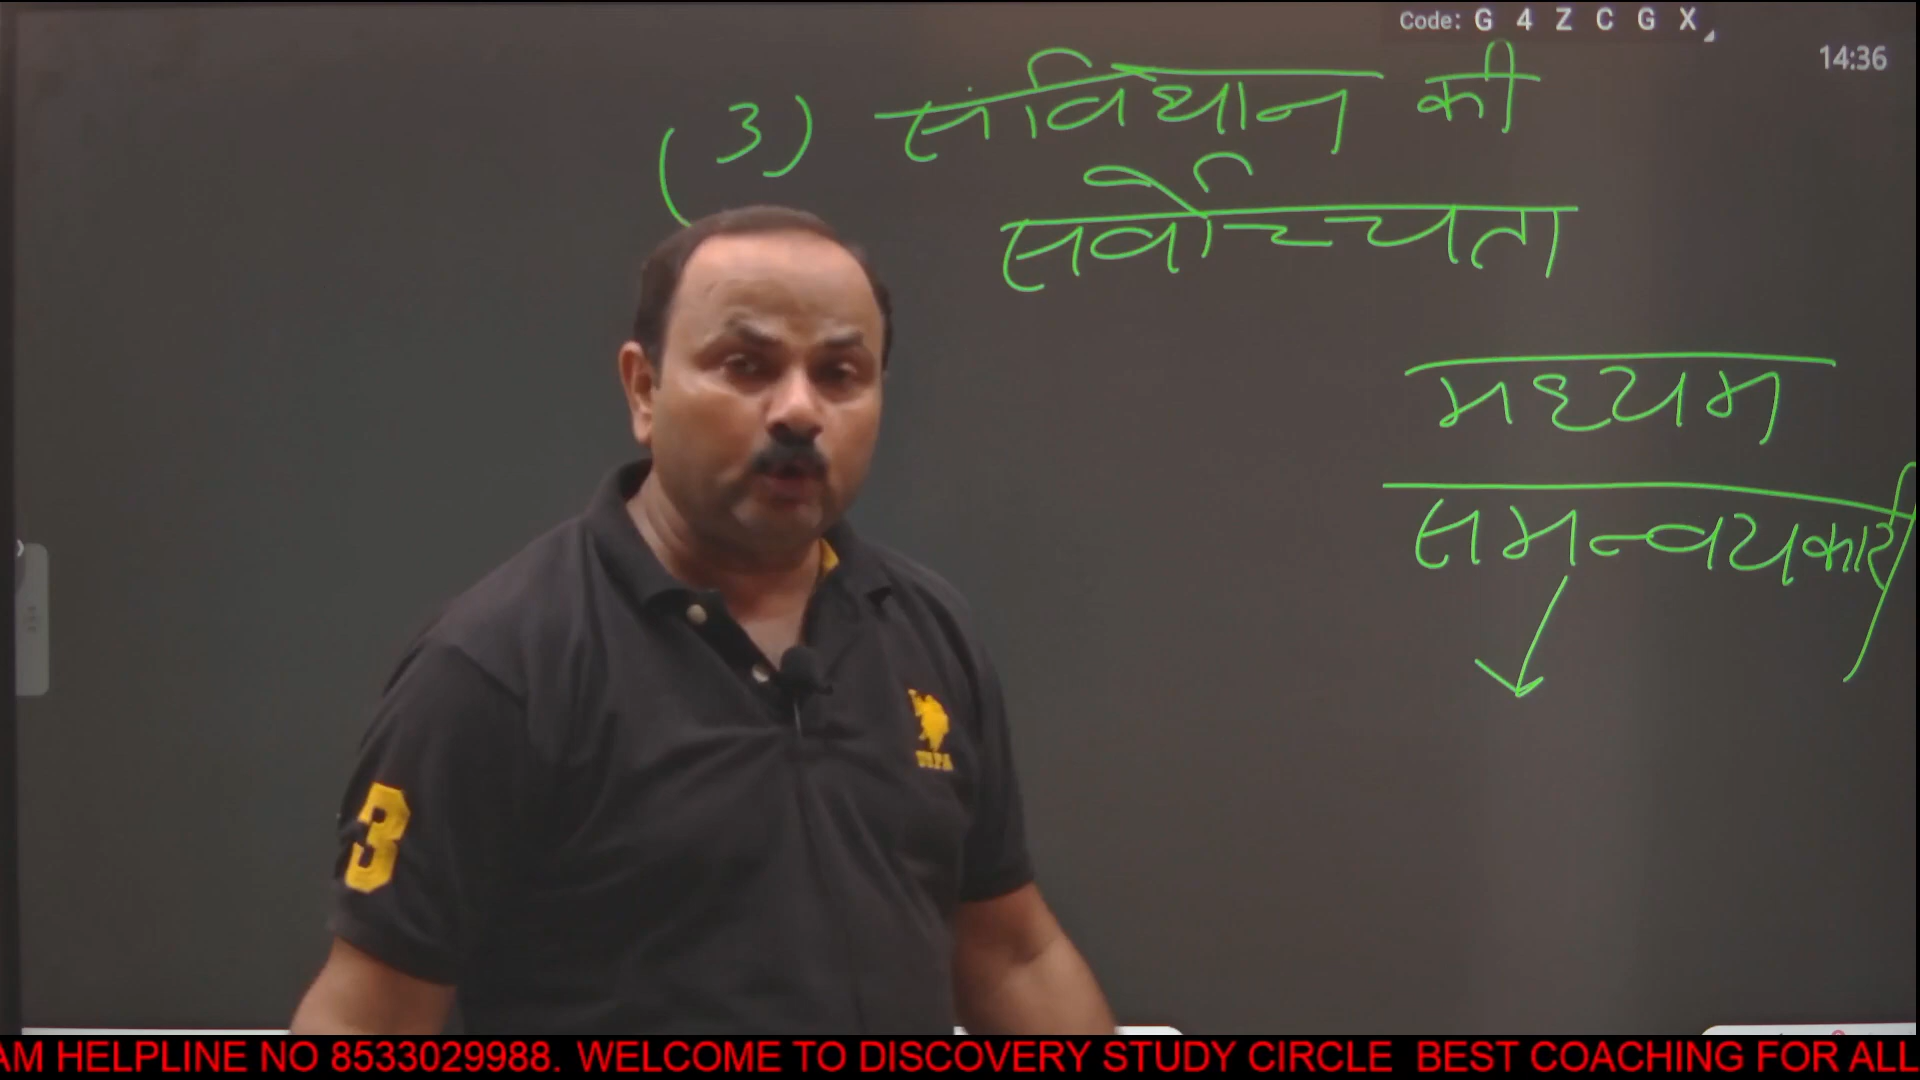 Code: G 4 Z C G X
14:36
(3) संविधान की
सर्वोच्चता
मध्यम
समन्वयकारी
3
USPA
AM HELPLINE NO 8533029988. WELCOME TO DISCOVERY STUDY CIRCLE BEST COACHING FOR ALL